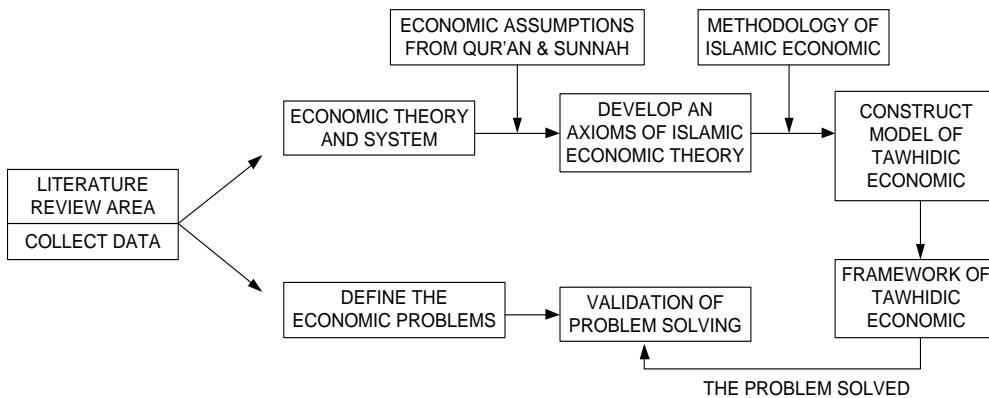 ECONOMIC ASSUMPTIONS
FROM QUR'AN & SUNNAH
METHODOLOGY OF
ISLAMIC ECONOMIC
ECONOMIC THEORY
AND SYSTEM
DEVELOP AN
AXIOMS OF ISLAMIC
ECONOMIC THEORY
CONSTRUCT
MODEL OF
TAWHIDIC
ECONOMIC
LITERATURE
REVIEW AREA
COLLECT DATA
DEFINE THE
ECONOMIC PROBLEMS
VALIDATION OF
PROBLEM SOLVING
FRAMEWORK OF
TAWHIDIC
ECONOMIC
THE PROBLEM SOLVED